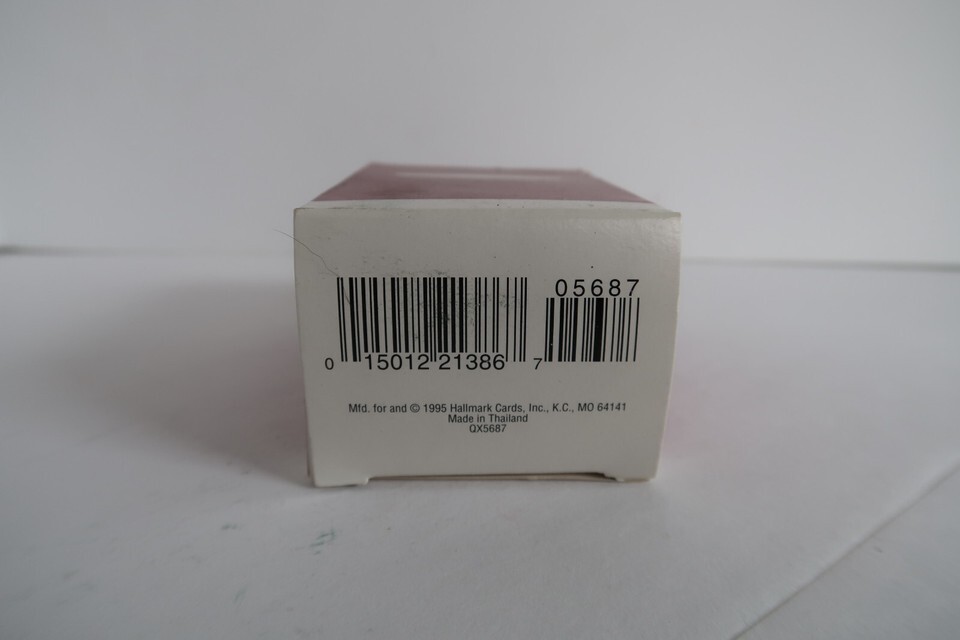 05687
0 15012 21386 7
Mfd. for and © 1995 Hallmark Cards, Inc., K.C., MO 64141
Made in Thailand
QX5687